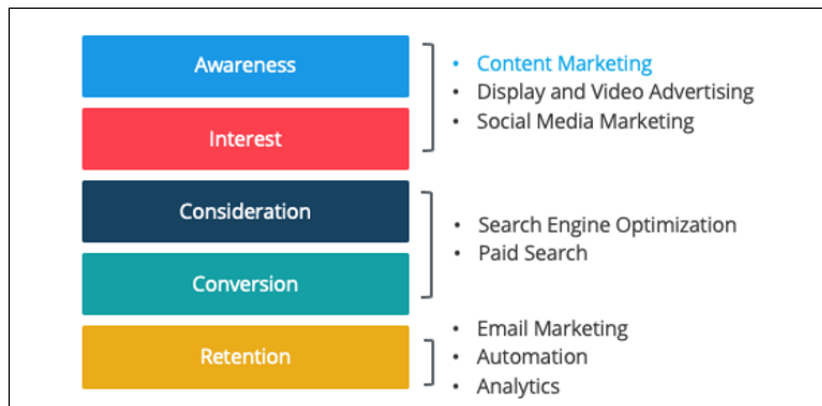 Awareness
• Content Marketing
• Display and Video Advertising
• Social Media Marketing
Interest
Consideration
• Search Engine Optimization
• Paid Search
Conversion
Retention
• Email Marketing
• Automation
• Analytics